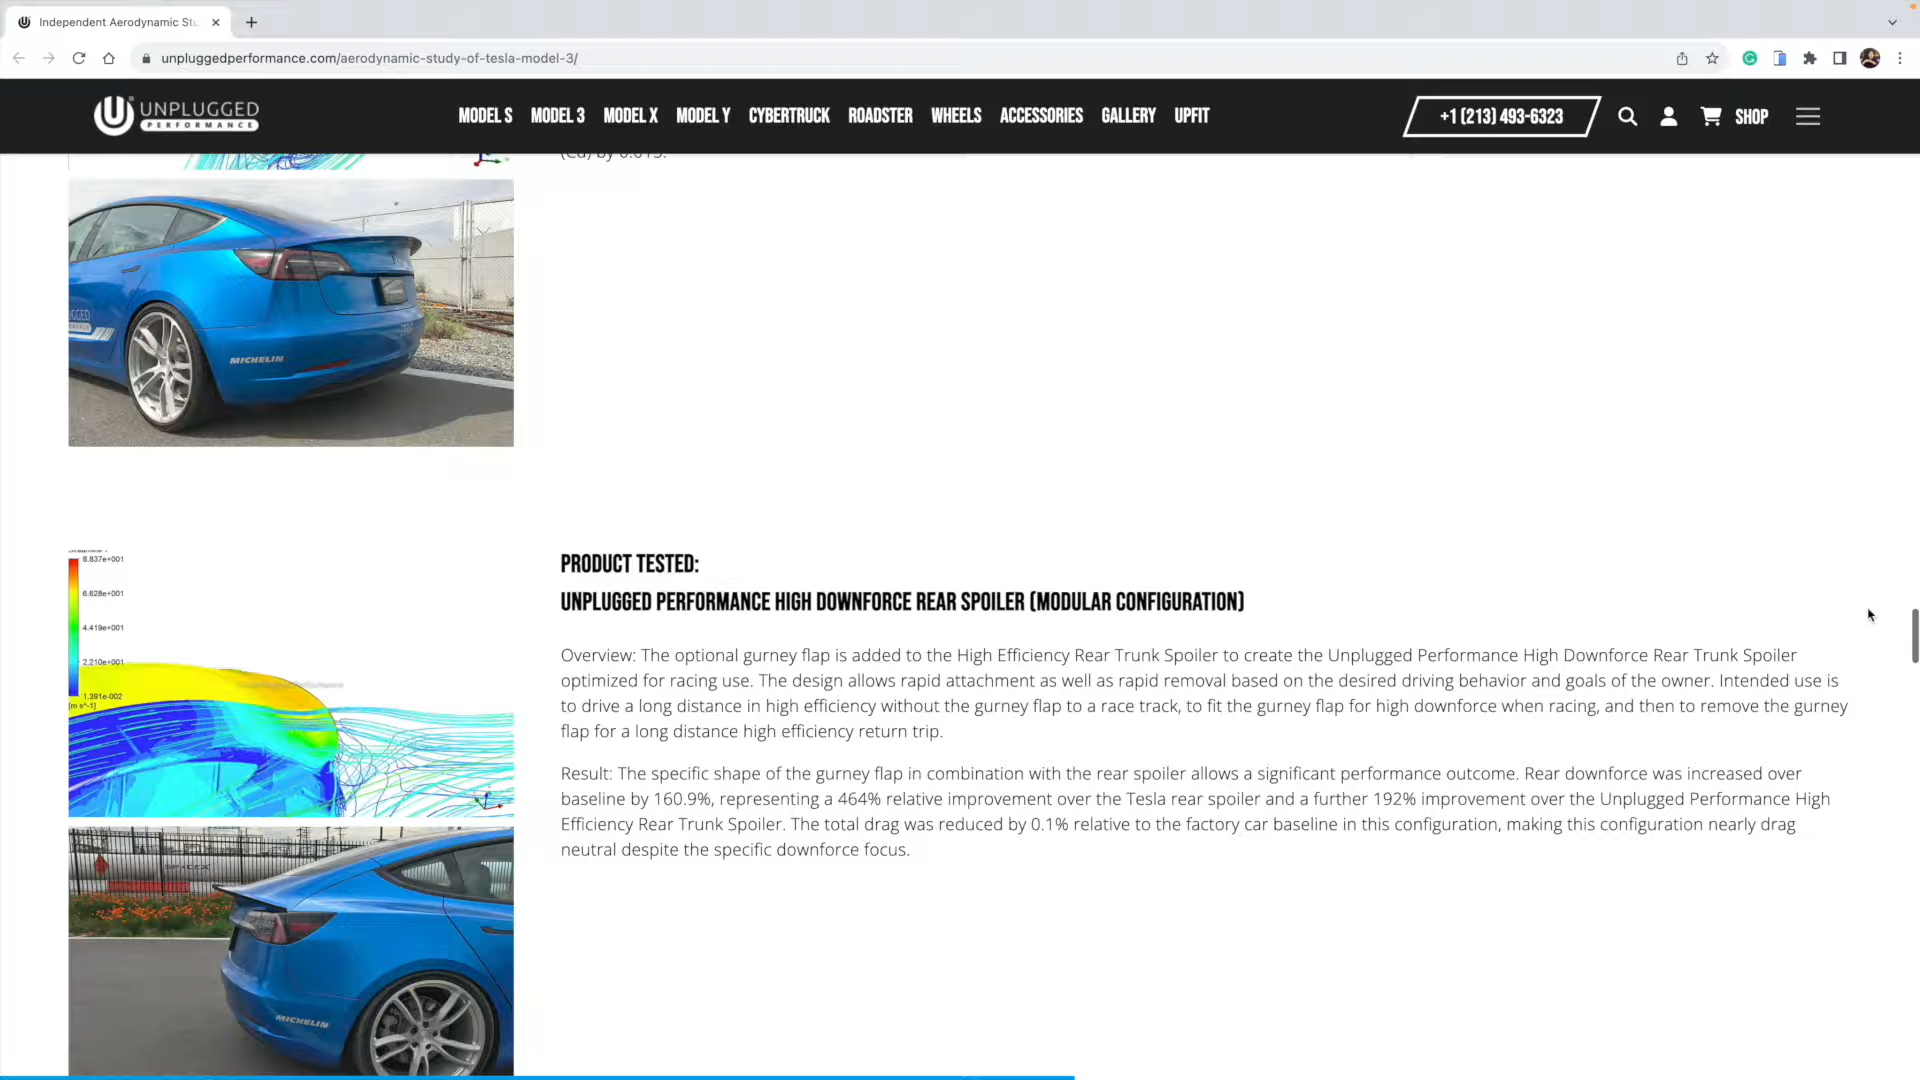 Independent Aerodynamic Stu
unpluggedperformance.com/aerodynamic-study-of-tesla-model-3/
UNPLUGGED
PERFORMANCE
MODEL S MODEL 3 MODEL X MODEL Y CYBERTRUCK ROADSTER WHEELS ACCESSORIES GALLERY UPFIT
+1 (213) 493-6323
SHOP
MICHELIN
8.837e+001
6.628e+001
4.419e+001
2.210e+001
1.391e-002
[m s^-1]
SPACEX
MICHELIN
PRODUCT TESTED:
UNPLUGGED PERFORMANCE HIGH DOWNFORCE REAR SPOILER (MODULAR CONFIGURATION)
Overview: The optional gurney flap is added to the High Efficiency Rear Trunk Spoiler to create the Unplugged Performance High Downforce Rear Trunk Spoiler
optimized for racing use. The design allows rapid attachment as well as rapid removal based on the desired driving behavior and goals of the owner. Intended use is
to drive a long distance in high efficiency without the gurney flap to a race track, to fit the gurney flap for high downforce when racing, and then to remove the gurney
flap for a long distance high efficiency return trip.
Result: The specific shape of the gurney flap in combination with the rear spoiler allows a significant performance outcome. Rear downforce was increased over
baseline by 160.9%, representing a 464% relative improvement over the Tesla rear spoiler and a further 192% improvement over the Unplugged Performance High
Efficiency Rear Trunk Spoiler. The total drag was reduced by 0.1% relative to the factory car baseline in this configuration, making this configuration nearly drag
neutral despite the specific downforce focus.